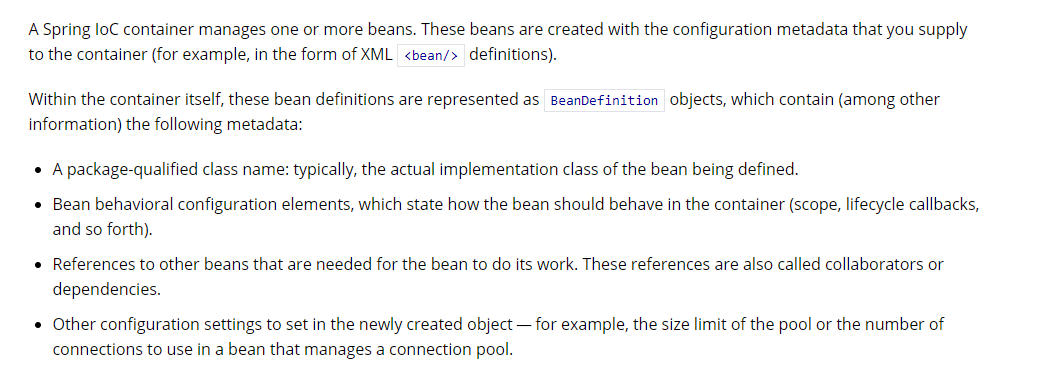 A Spring IoC container manages one or more beans. These beans are created with the configuration metadata that you supply
to the container (for example, in the form of XML <bean/> definitions).
Within the container itself, these bean definitions are represented as BeanDefinition objects, which contain (among other
information) the following metadata:
• A package-qualified class name: typically, the actual implementation class of the bean being defined.
• Bean behavioral configuration elements, which state how the bean should behave in the container (scope, lifecycle callbacks,
and so forth).
• References to other beans that are needed for the bean to do its work. These references are also called collaborators or
dependencies.
• Other configuration settings to set in the newly created object — for example, the size limit of the pool or the number of
connections to use in a bean that manages a connection pool.